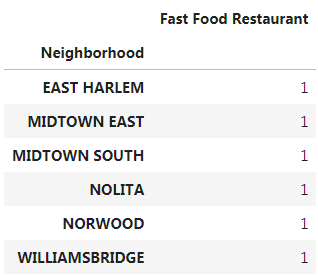 Fast Food Restaurant
Neighborhood
EAST HARLEM 1
MIDTOWN EAST 1
MIDTOWN SOUTH 1
NOLITA 1
NORWOOD 1
WILLIAMSBRIDGE 1